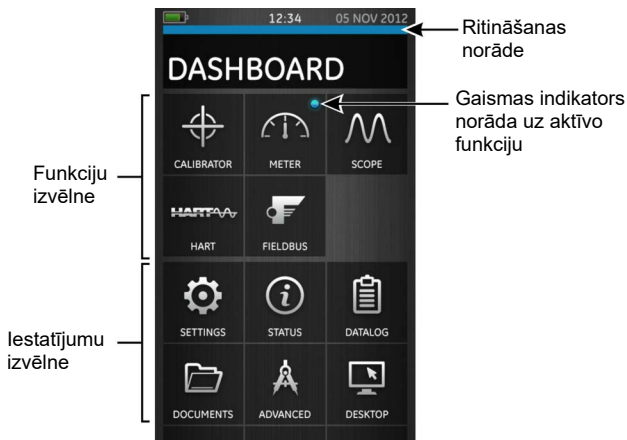 12:34
05 NOV 2012
Ritināšanas
norāde
DASHBOARD
Gaismas indikators
norāda uz aktīvo
funkciju
Funkciju
izvēlne
CALIBRATOR
METER
SCOPE
HART
HART
FIELDBUS
Iestatījumu
izvēlne
SETTINGS
STATUS
DATALOG
DOCUMENTS
ADVANCED
DESKTOP